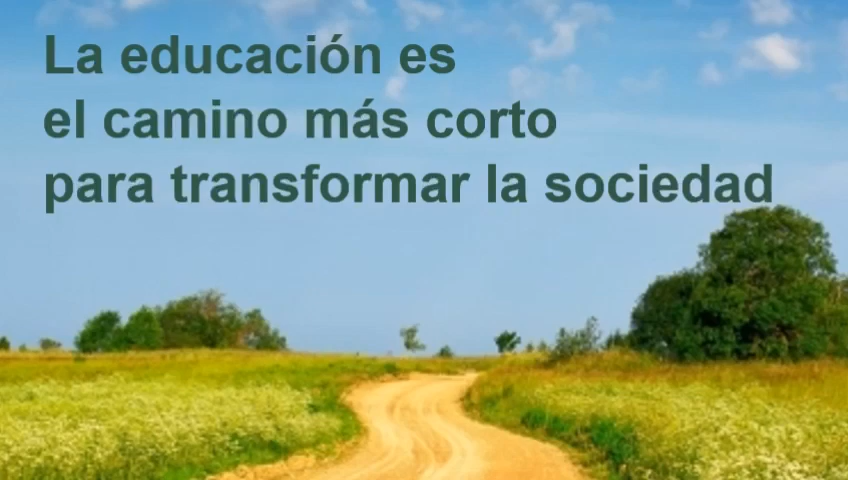 La educación es
el camino más corto
para transformar la sociedad